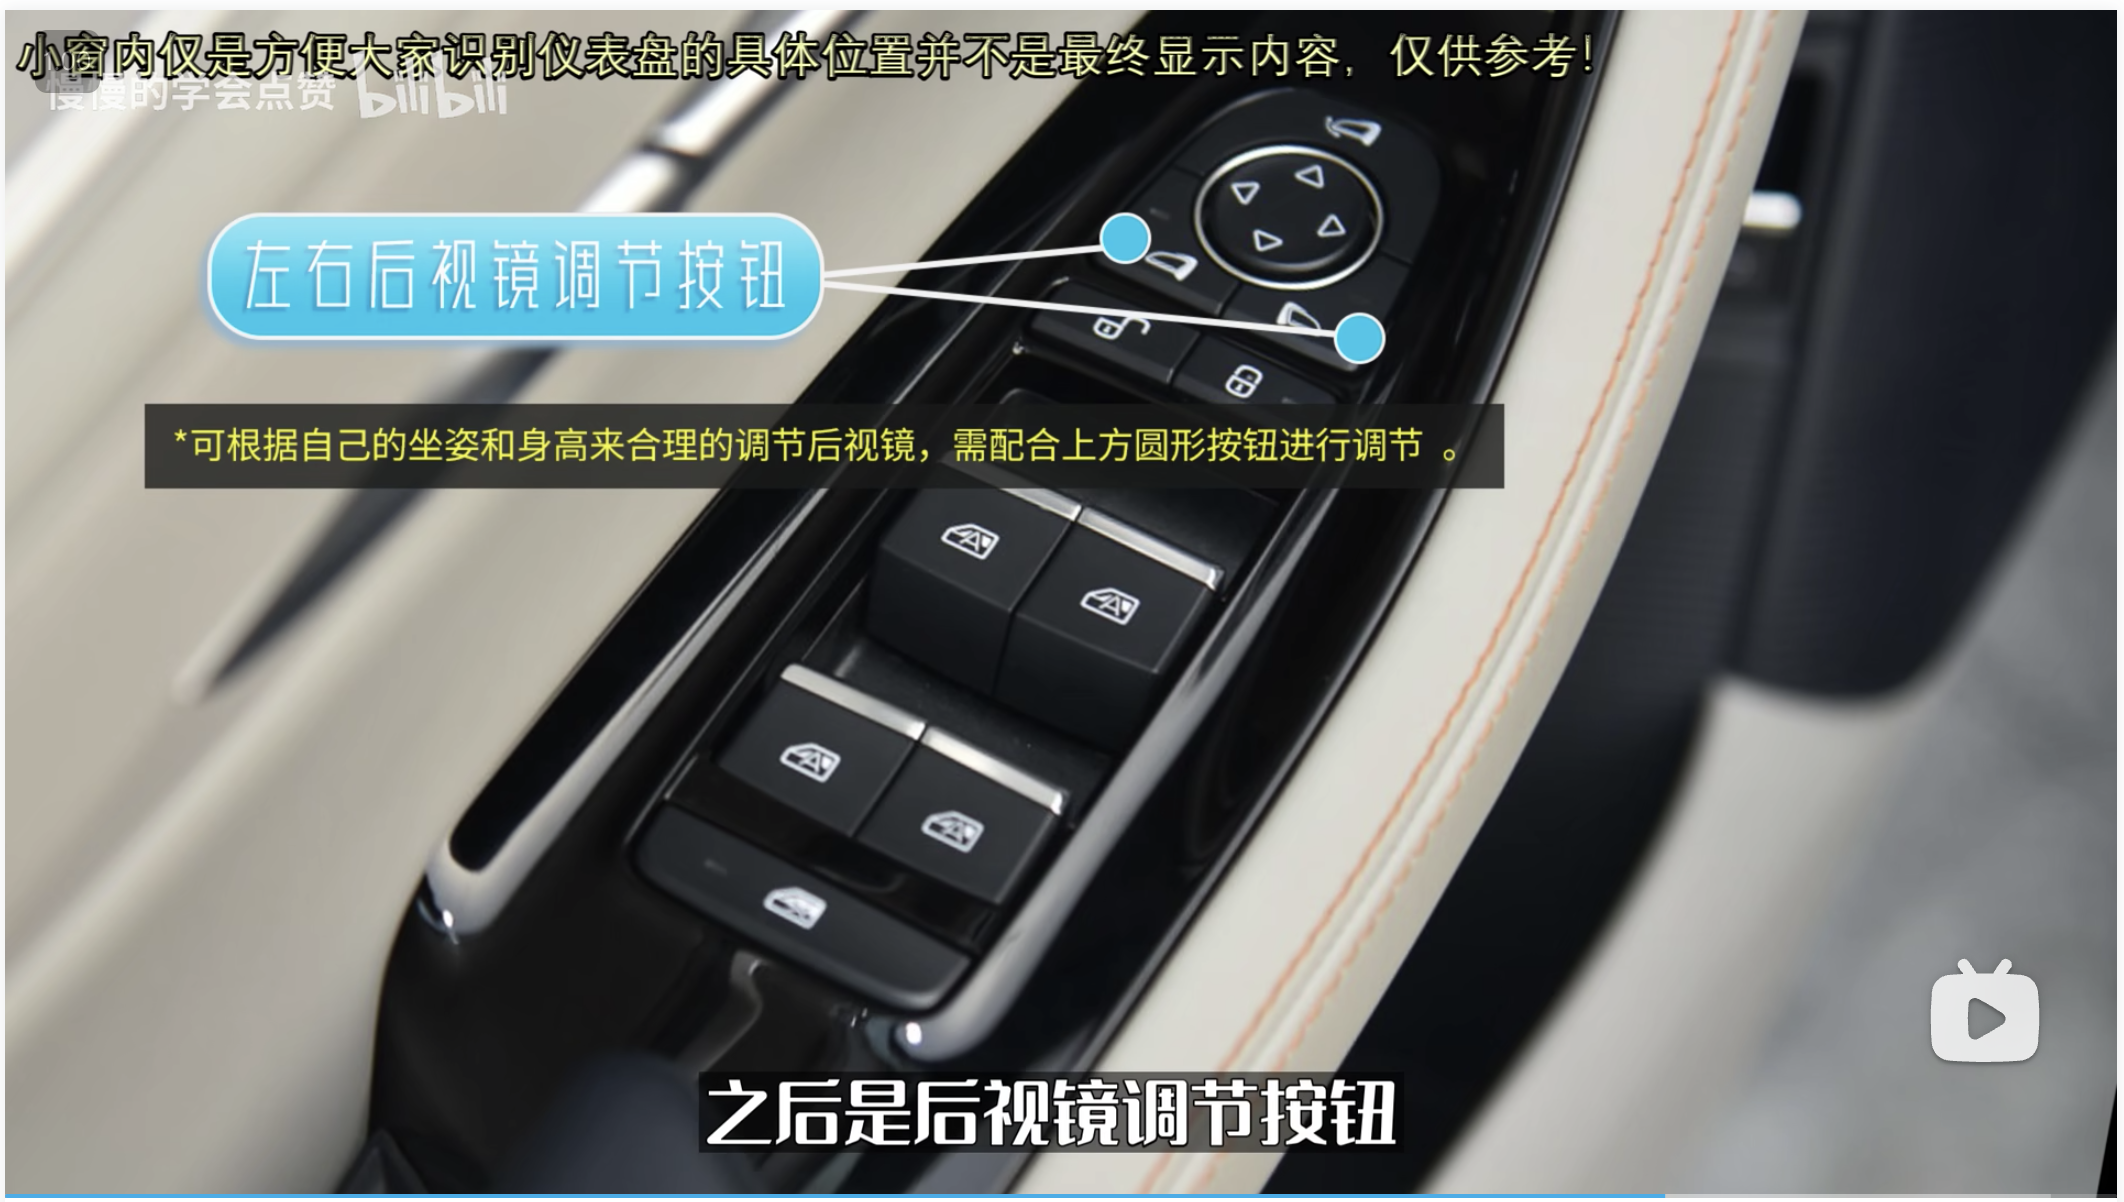 小窗内仅是方便大家识别仪表盘的具体位置并不是最终显示内容，仅供参考！
慢慢的学会点赞 bilibili
左右后视镜调节按钮
*可根据自己的坐姿和身高来合理的调节后视镜，需配合上方圆形按钮进行调节 。
A
A
A
A
之后是后视镜调节按钮